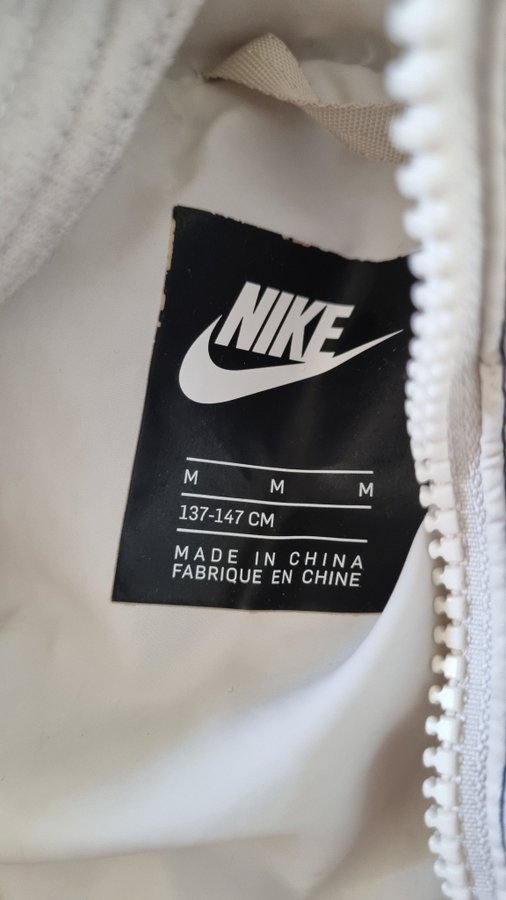 NIKE
M M M
137-147 CM
MADE IN CHINA
FABRIQUE EN CHINE